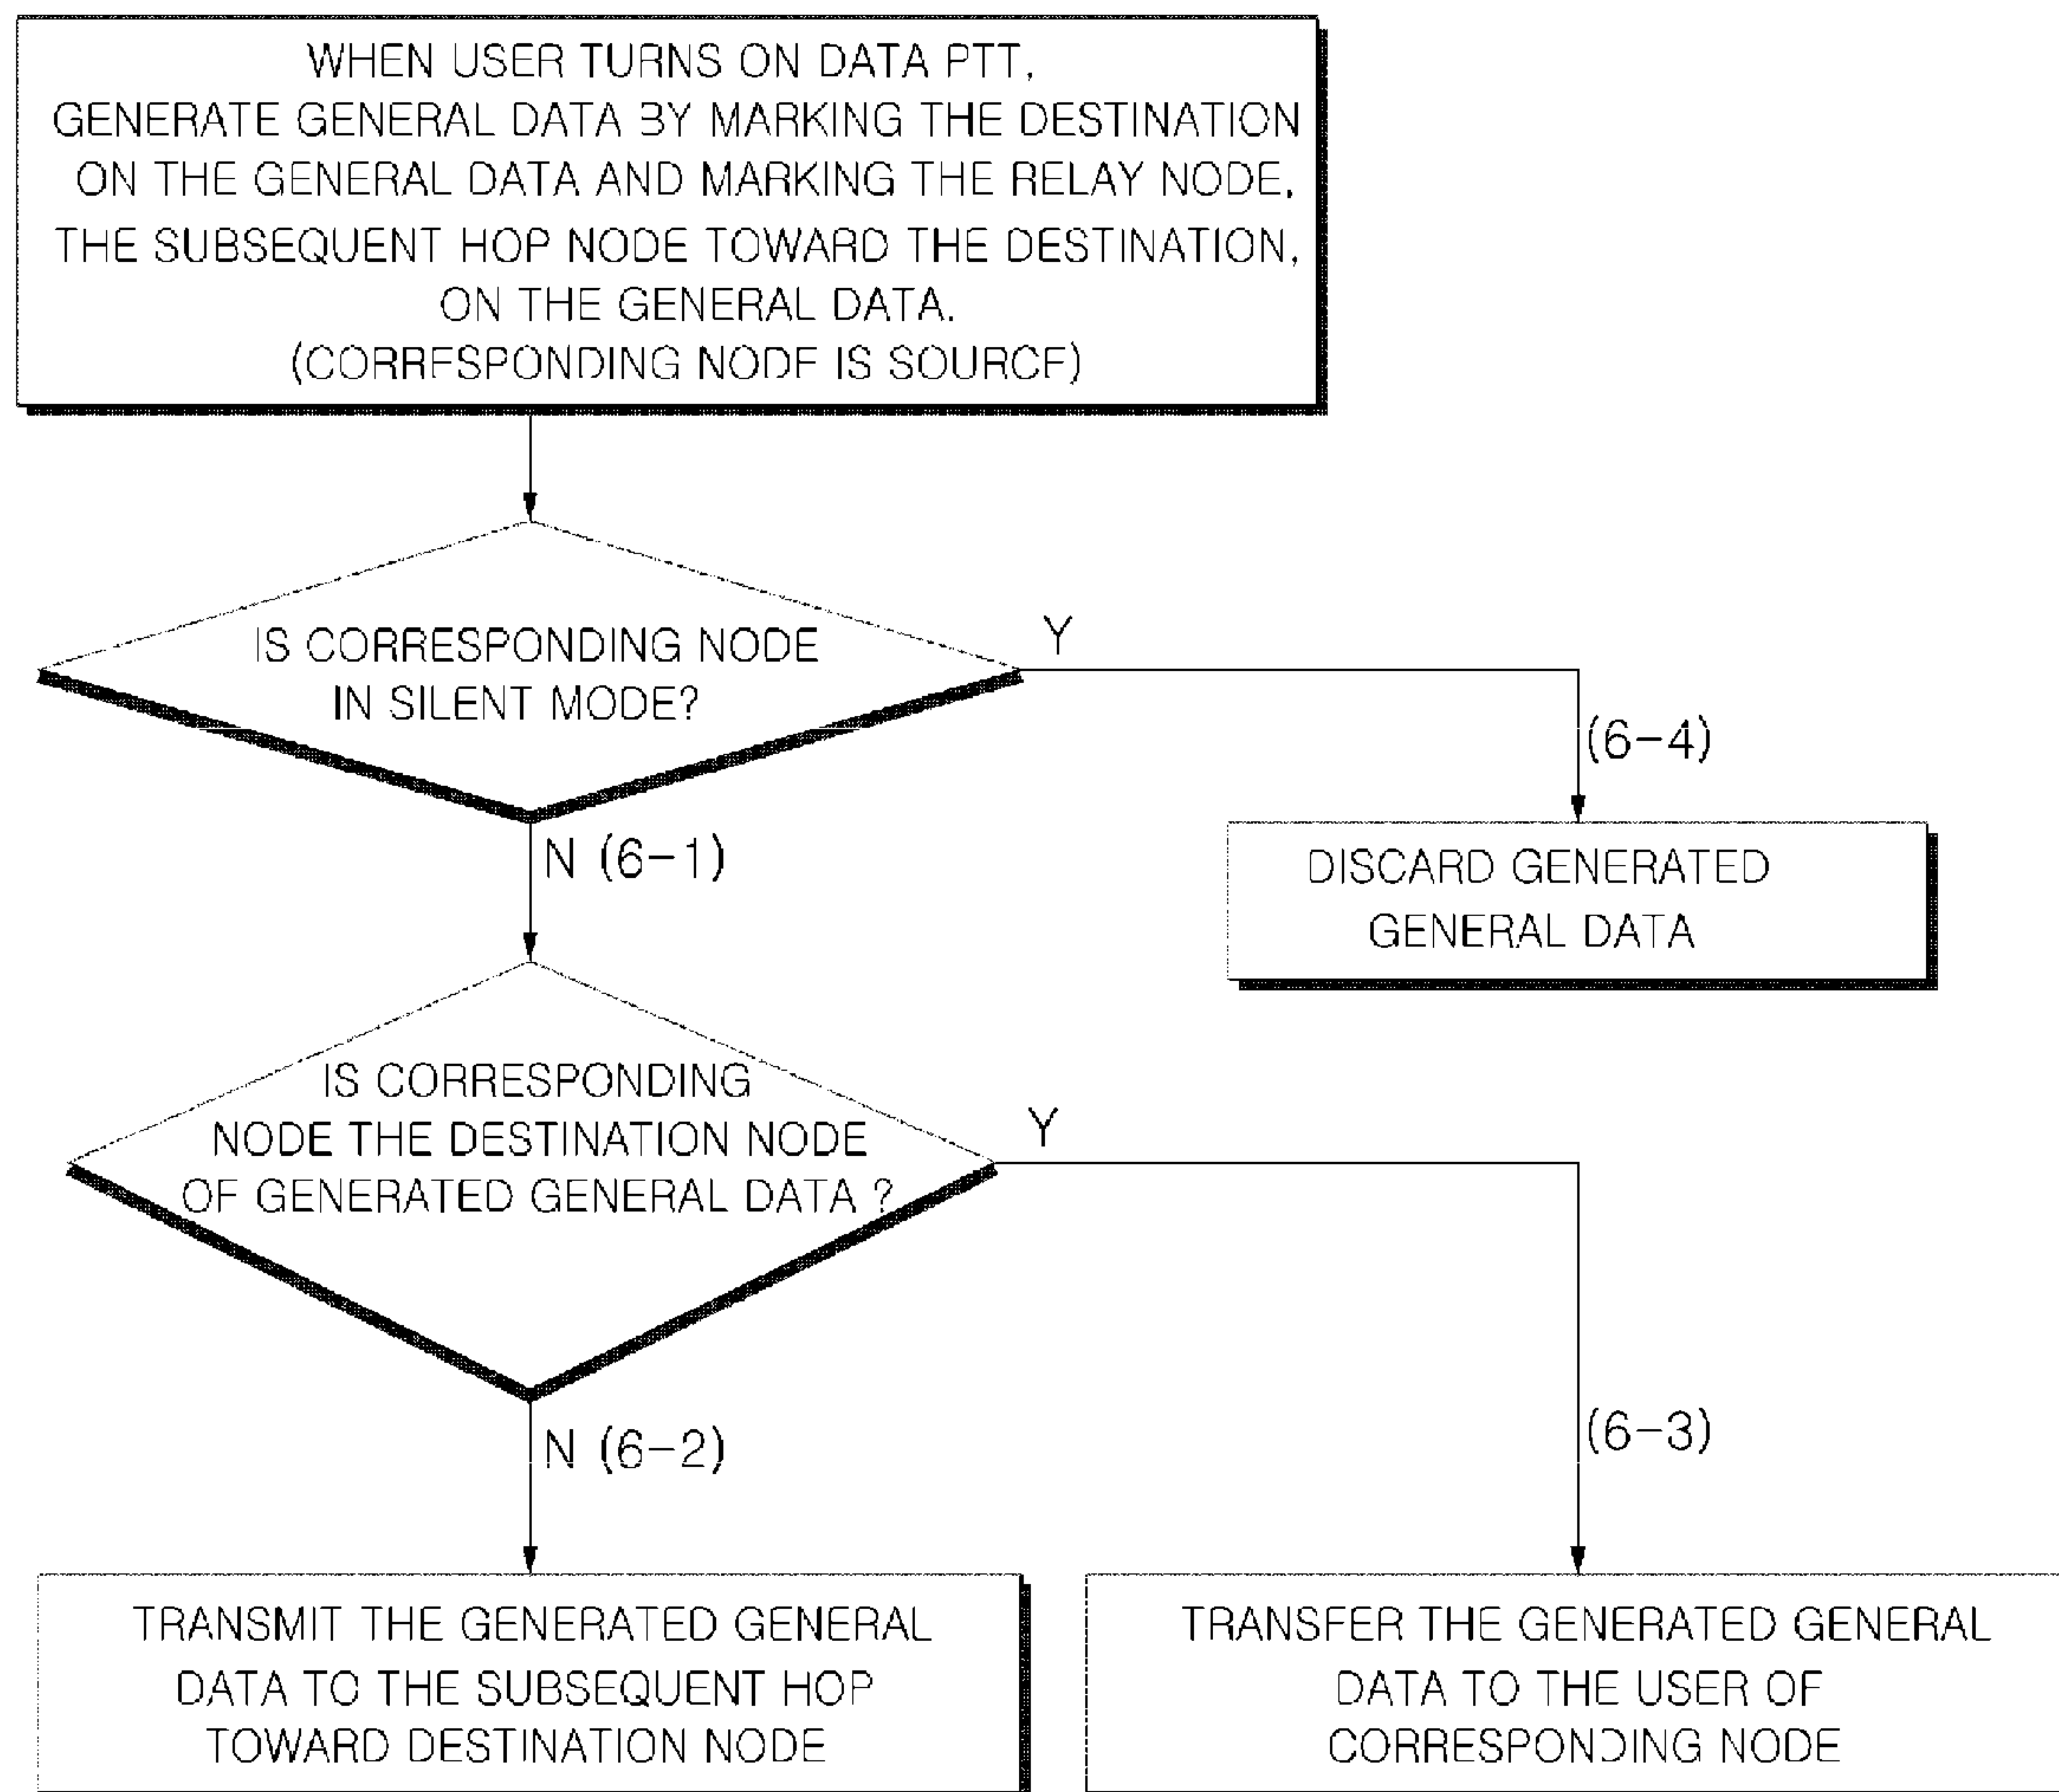 WHEN USER TURNS ON DATA PTT,
GENERATE GENERAL DATA BY MARKING THE DESTINATION
ON THE GENERAL DATA AND MARKING THE RELAY NODE,
THE SUBSEQUENT HOP NODE TOWARD THE DESTINATION,
ON THE GENERAL DATA.
(CORRESPONDING NODE IS SOURCE)
IS CORRESPONDING NODE
IN SILENT MODE?
Y
(6-4)
N (6-1)
DISCARD GENERATED
GENERAL DATA
IS CORRESPONDING
NODE THE DESTINATION NODE
OF GENERATED GENERAL DATA ?
Y
N (6-2)
(6-3)
TRANSMIT THE GENERATED GENERAL
DATA TO THE SUBSEQUENT HOP
TOWARD DESTINATION NODE
TRANSFER THE GENERATED GENERAL
DATA TO THE USER OF
CORRESPONDING NODE